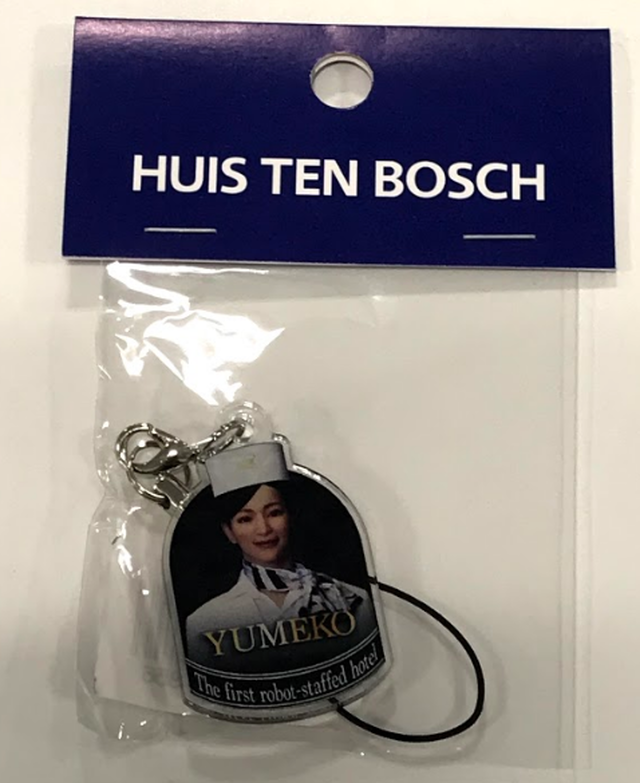 HUIS TEN BOSCH
YUMEKO
The first robot-staffed hotel